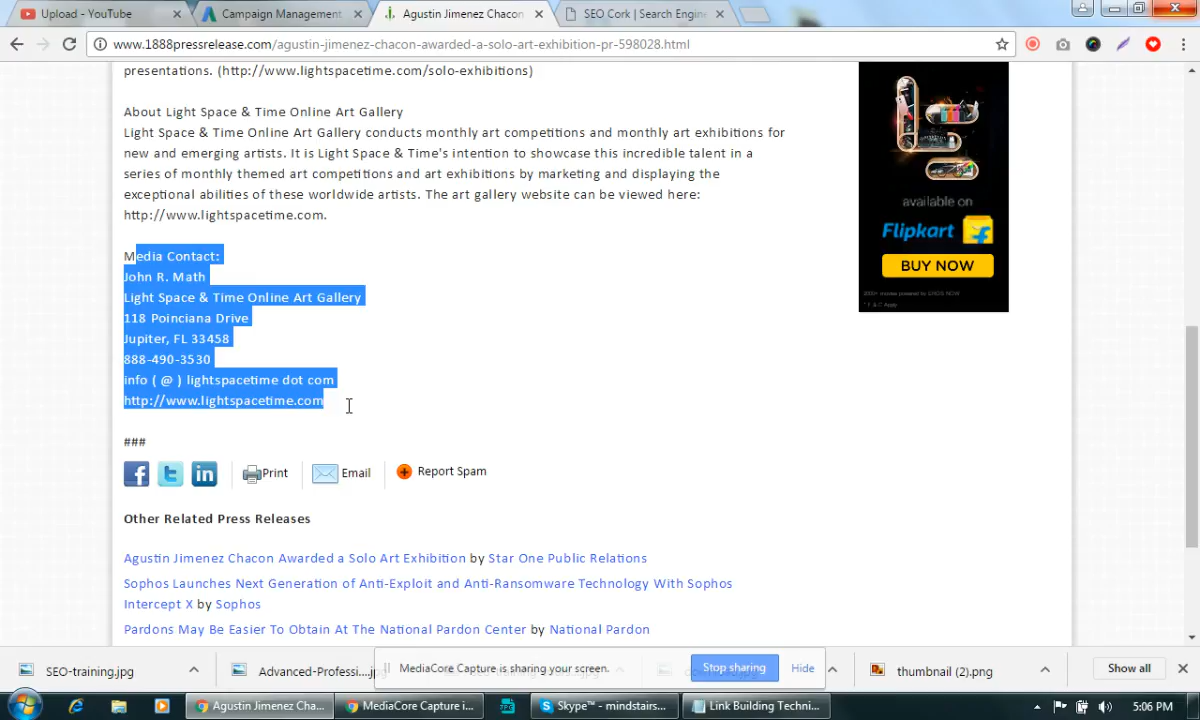 Upload - YouTube
Campaign Management
Agustin Jimenez Chacon
SEO Cork | Search Engin
www.1888pressrelease.com/agustin-jimenez-chacon-awarded-a-solo-art-exhibition-pr-598028.html
presentations. (http://www.lightspacetime.com/solo-exhibitions)
About Light Space & Time Online Art Gallery
Light Space & Time Online Art Gallery conducts monthly art competitions and monthly art exhibitions for
new and emerging artists. It is Light Space & Time's intention to showcase this incredible talent in a
series of monthly themed art competitions and art exhibitions by marketing and displaying the
exceptional abilities of these worldwide artists. The art gallery website can be viewed here:
http://www.lightspacetime.com.
available on
Flipkart
BUY NOW
Media Contact:
John R. Math
Light Space & Time Online Art Gallery
118 Poinciana Drive
Jupiter, FL 33458
888-490-3530
info ( @ ) lightspacetime dot com
http://www.lightspacetime.com
###
Print
Email
Report Spam
Other Related Press Releases
Agustin Jimenez Chacon Awarded a Solo Art Exhibition by Star One Public Relations
Sophos Launches Next Generation of Anti-Exploit and Anti-Ransomware Technology With Sophos
Intercept X by Sophos
Pardons May Be Easier To Obtain At The National Pardon Center by National Pardon
SEO-training.jpg
Advanced-Professi....jp
MediaCore Capture is sharing your screen.
Stop sharing
Hide
thumbnail (2).png
Show all
Agustin Jimenez Cha...
MediaCore Capture i...
Skype™ - mindstairs...
Link Building Techni...
5:06 PM